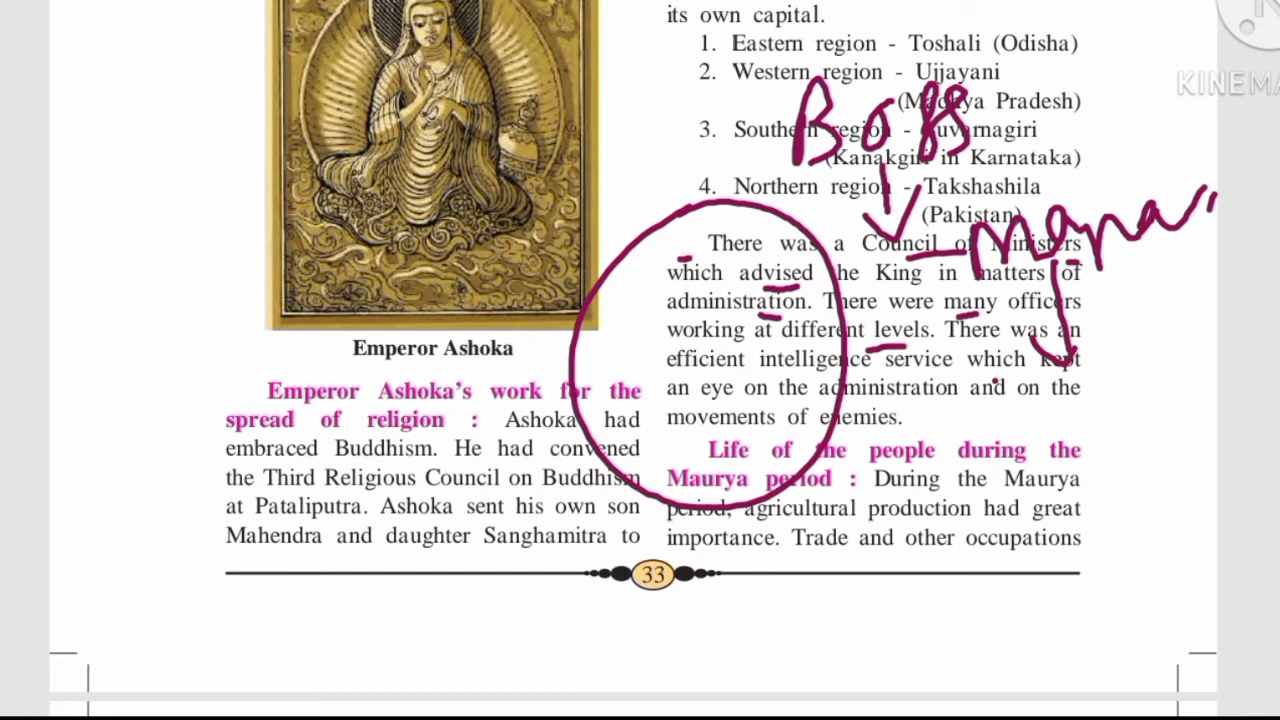 Emperor Ashoka
Emperor Ashoka's work for the
spread of religion : Ashoka had
embraced Buddhism. He had convened
the Third Religious Council on Buddhism
at Pataliputra. Ashoka sent his own son
Mahendra and daughter Sanghamitra to
its own capital.
1. Eastern region - Toshali (Odisha)
2. Western region - Ujjayani
(Madhya Pradesh)
3. Southern region - Suvarnagiri
(Kanakgiri in Karnataka)
4. Northern region - Takshashila
(Pakistan)
There was a Council of Ministers
which advised the King in matters of
administration. There were many officers
working at different levels. There was an
efficient intelligence service which kept
an eye on the administration and on the
movements of enemies.
Life of the people during the
Maurya period : During the Maurya
period, agricultural production had great
importance. Trade and other occupations
33
Boss
KINEMA